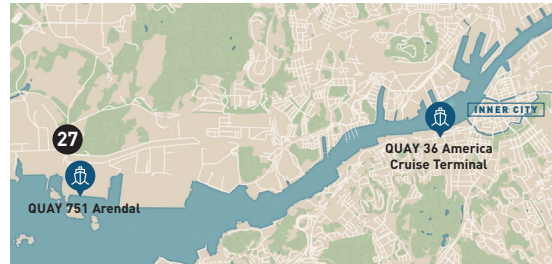 INNER CITY
27
QUAY 36 America
Cruise Terminal
QUAY 751 Arendal